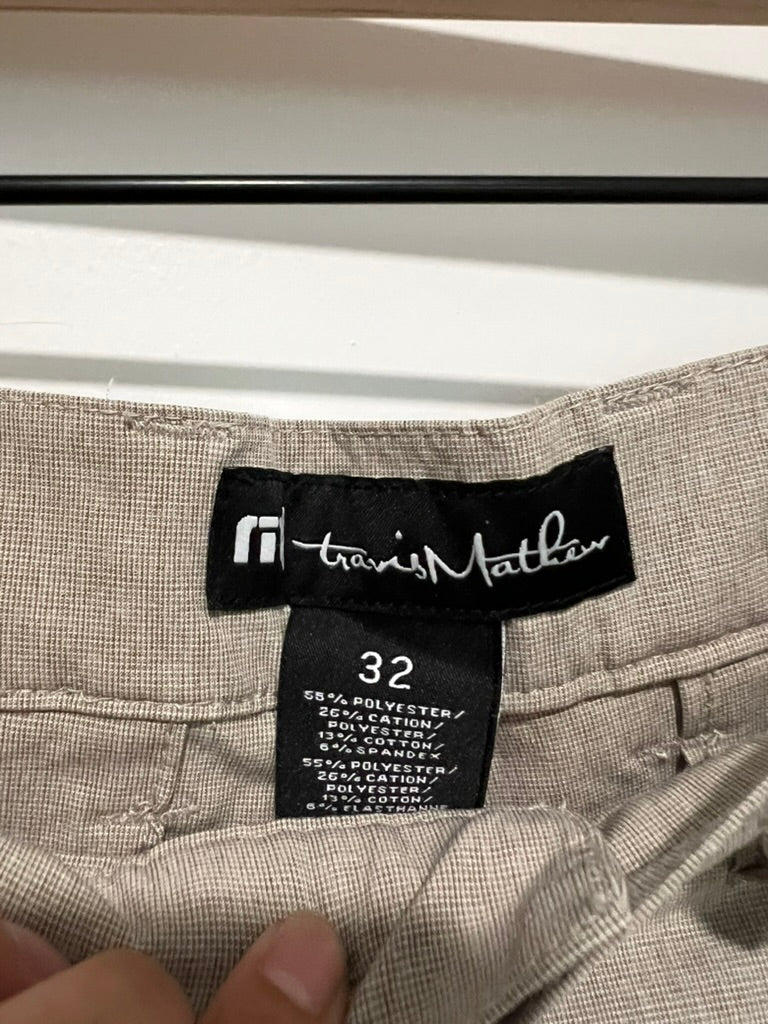 travisMathew
32
55% POLYESTER/
26% CATION/
POLYESTER/
13% COTTON/
6% SPANDEX
55% POLYESTER/
26% CATION/
POLYESTER/
13% COTON/
6% ELASTHANNE